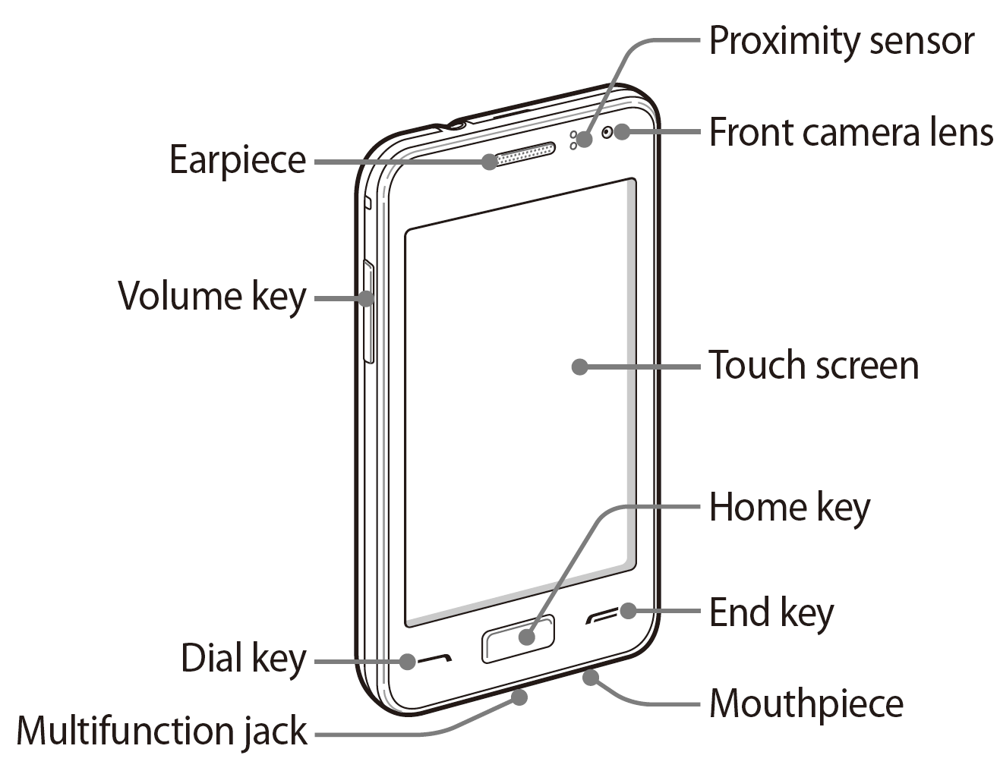 Proximity sensor
Front camera lens
Earpiece
Volume key
Touch screen
Home key
End key
Dial key
Mouthpiece
Multifunction jack